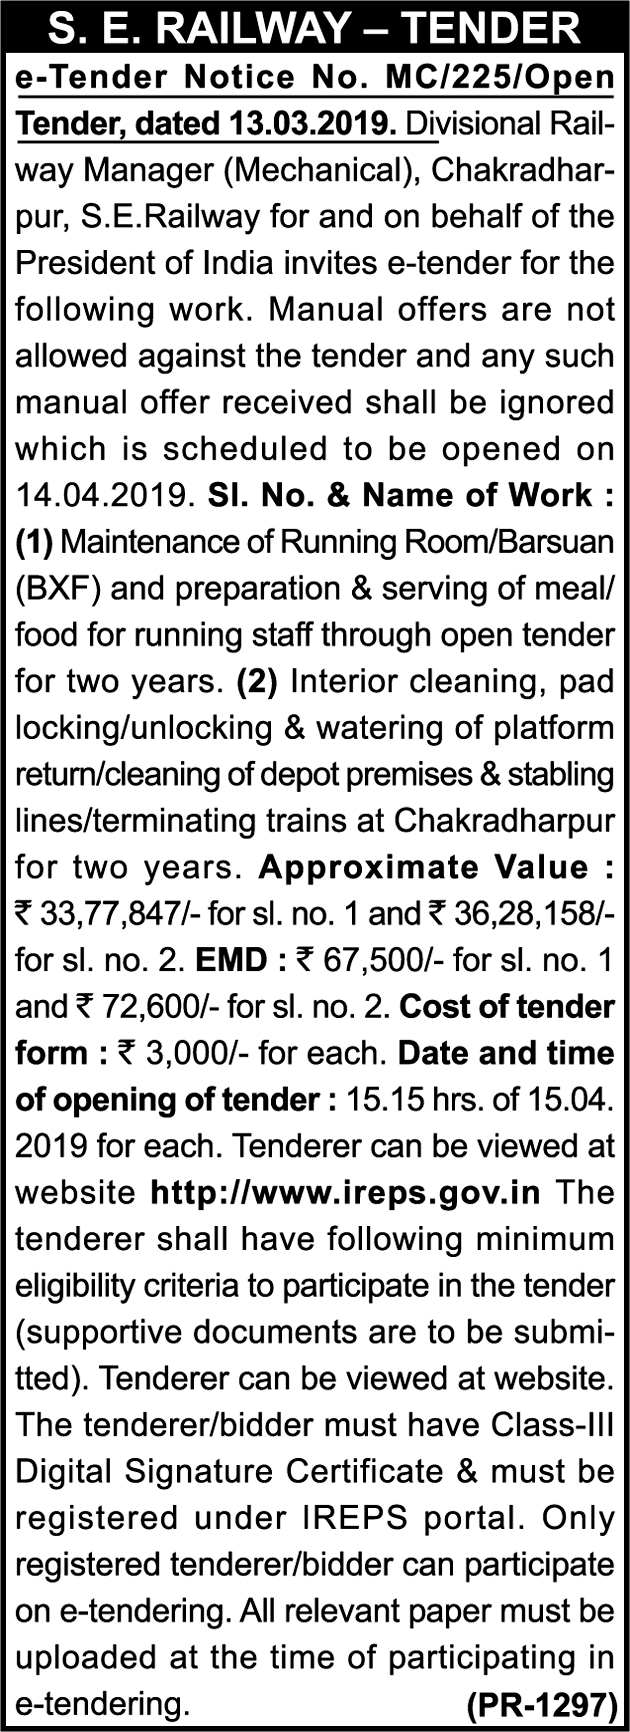 S. E. RAILWAY – TENDER
e-Tender Notice No. MC/225/Open
Tender, dated 13.03.2019. Divisional Rail-
way Manager (Mechanical), Chakradhar-
pur, S.E.Railway for and on behalf of the
President of India invites e-tender for the
following work. Manual offers are not
allowed against the tender and any such
manual offer received shall be ignored
which is scheduled to be opened on
14.04.2019. Sl. No. & Name of Work :
(1) Maintenance of Running Room/Barsuan
(BXF) and preparation & serving of meal/
food for running staff through open tender
for two years. (2) Interior cleaning, pad
locking/unlocking & watering of platform
return/cleaning of depot premises & stabling
lines/terminating trains at Chakradharpur
for two years. Approximate Value :
₹ 33,77,847/- for sl. no. 1 and ₹ 36,28,158/-
for sl. no. 2. EMD : ₹ 67,500/- for sl. no. 1
and ₹ 72,600/- for sl. no. 2. Cost of tender
form : ₹ 3,000/- for each. Date and time
of opening of tender : 15.15 hrs. of 15.04.
2019 for each. Tenderer can be viewed at
website http://www.ireps.gov.in The
tenderer shall have following minimum
eligibility criteria to participate in the tender
(supportive documents are to be submi-
tted). Tenderer can be viewed at website.
The tenderer/bidder must have Class-III
Digital Signature Certificate & must be
registered under IREPS portal. Only
registered tenderer/bidder can participate
on e-tendering. All relevant paper must be
uploaded at the time of participating in
e-tendering. (PR-1297)